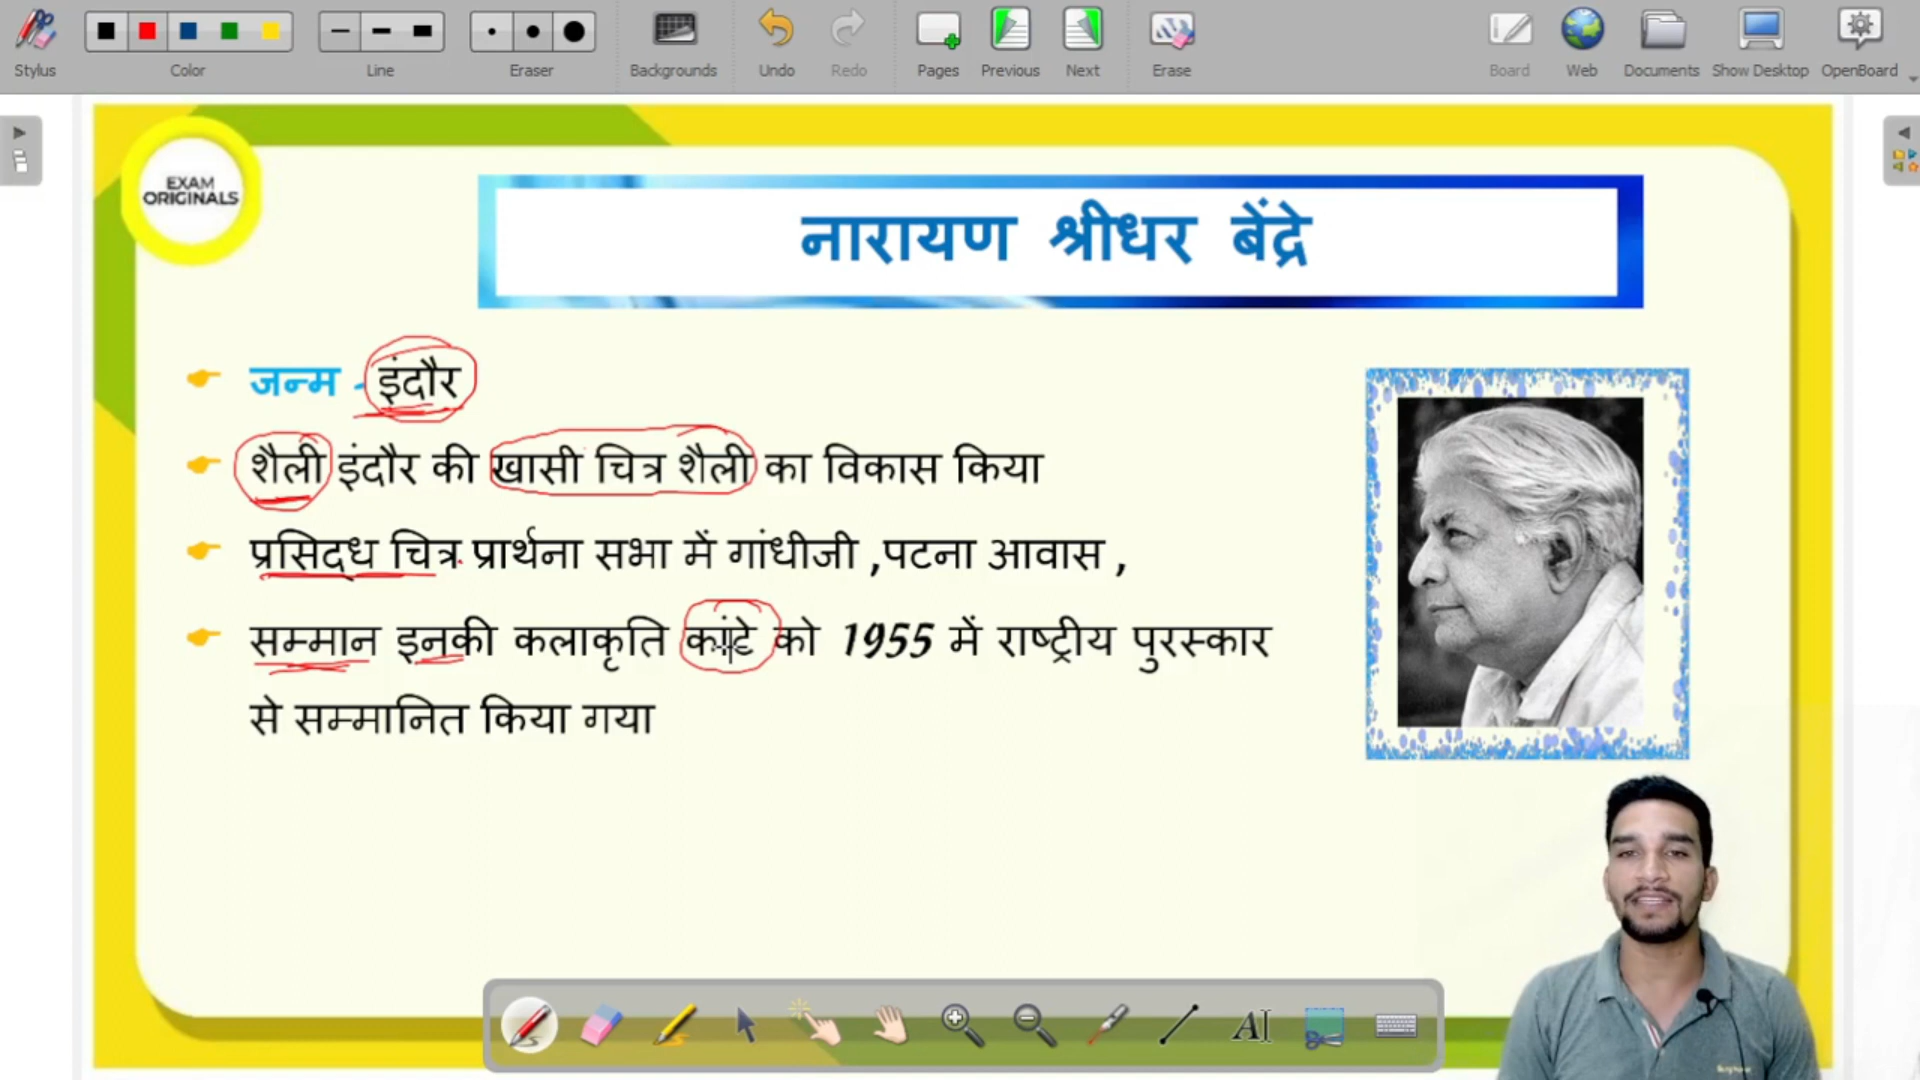 Stylus
Color
Line
Eraser
Backgrounds
Undo
Redo
Pages
Previous
Next
Erase
Board
Web
Documents
Show Desktop
OpenBoard
EXAM
ORIGINALS
नारायण श्रीधर बेंद्रे
जन्म - इंदौर
शैली इंदौर की खासी चित्र शैली का विकास किया
प्रसिद्ध चित्र प्रार्थना सभा में गांधीजी ,पटना आवास ,
सम्मान इनकी कलाकृति कांटे को 1955 में राष्ट्रीय पुरस्कार
से सम्मानित किया गया
AI